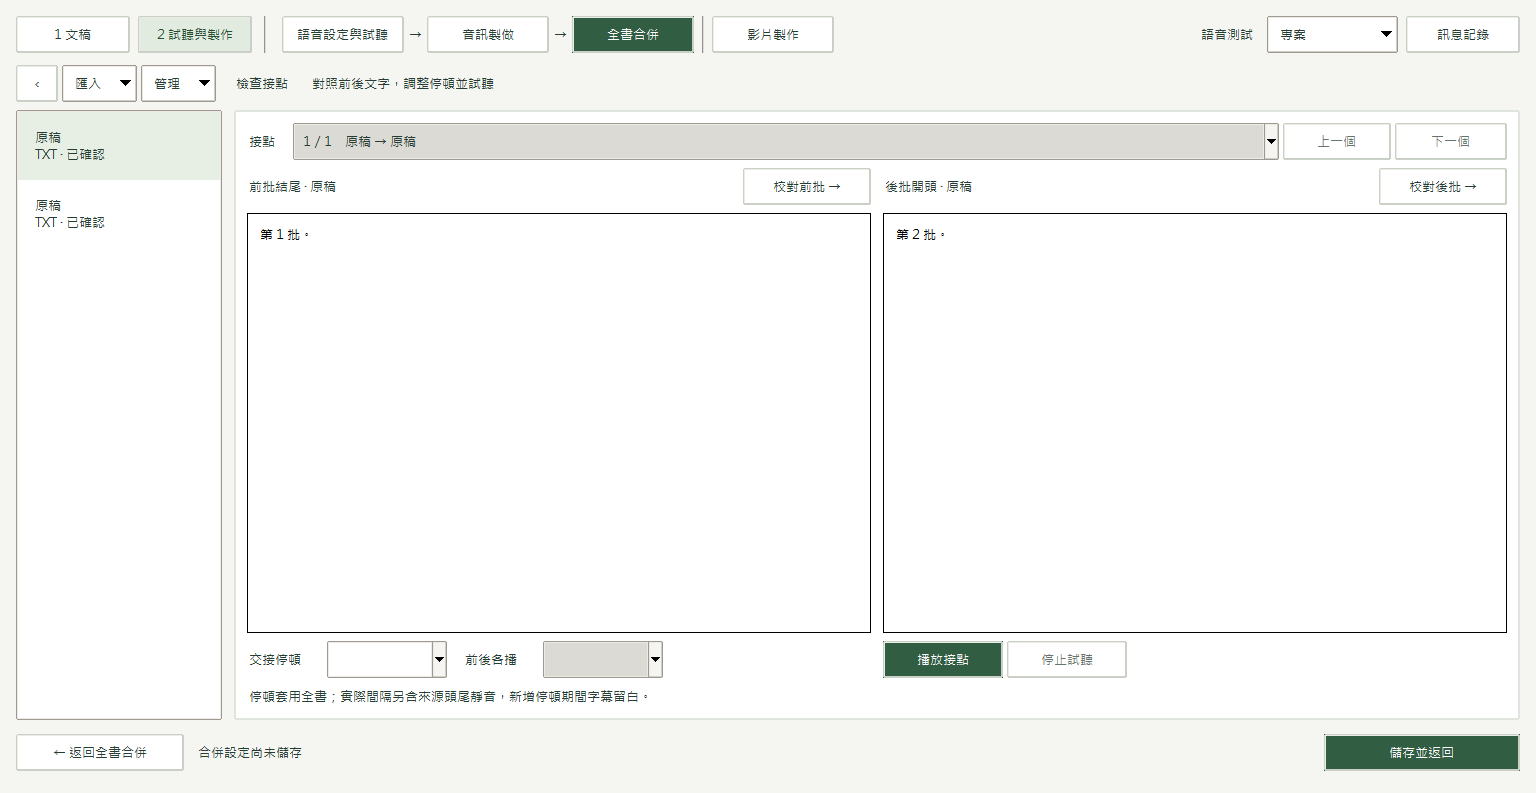 1 文稿
2 試聽與製作
語音設定與試聽
→
音訊製做
→
全書合併
影片製作
語音測試
專案
訊息記錄
‹
匯入
管理
檢查接點
對照前後文字，調整停頓並試聽
原稿
TXT · 已確認
原稿
TXT · 已確認
接點
1 / 1 原稿 → 原稿
上一個
下一個
前批結尾 · 原稿
校對前批 →
後批開頭 · 原稿
校對後批 →
第 1 批。
第 2 批。
交接停頓
前後各播
播放接點
停止試聽
停頓套用全書；實際間隔另含來源頭尾靜音，新增停頓期間字幕留白。
← 返回全書合併
合併設定尚未儲存
儲存並返回